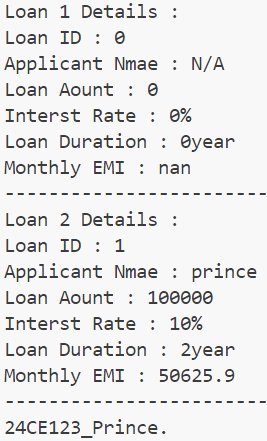 Loan 1 Details :
Loan ID : 0
Applicant Nmae : N/A
Loan Aount : 0
Interst Rate : 0%
Loan Duration : 0year
Monthly EMI : nan
------------------------
Loan 2 Details :
Loan ID : 1
Applicant Nmae : prince
Loan Aount : 100000
Interst Rate : 10%
Loan Duration : 2year
Monthly EMI : 50625.9
------------------------
24CE123_Prince.